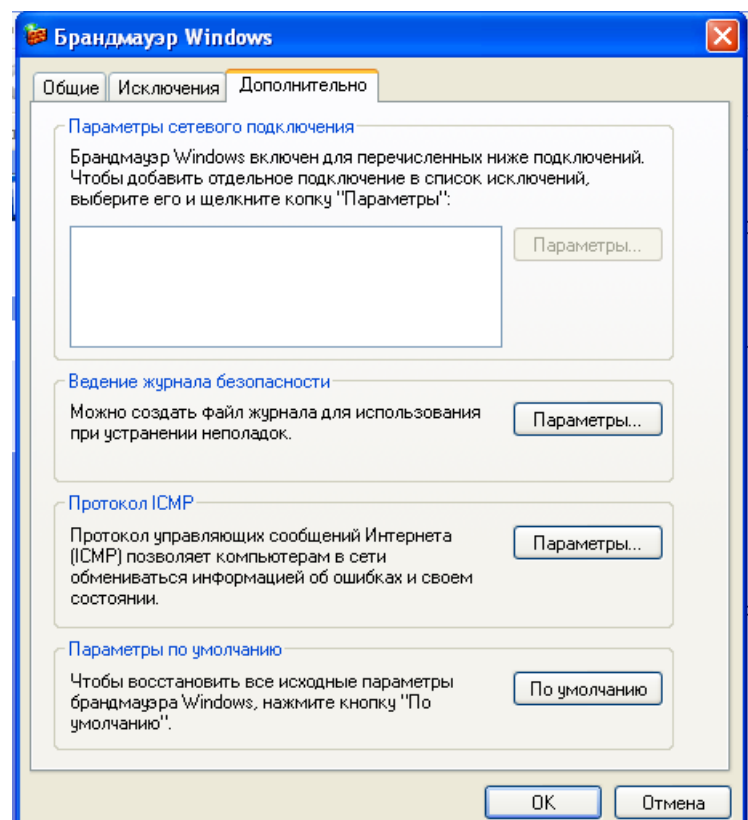 Брандмауэр Windows
Общие
Исключения
Дополнительно
Параметры сетевого подключения
Брандмауэр Windows включен для перечисленных ниже подключений.
Чтобы добавить отдельное подключение в список исключений,
выберите его и щелкните копку "Параметры":
Параметры...
Ведение журнала безопасности
Можно создать файл журнала для использования
при устранении неполадок.
Параметры...
Протокол ICMP
Протокол управляющих сообщений Интернета
(ICMP) позволяет компьютерам в сети
обмениваться информацией об ошибках и своем
состоянии.
Параметры...
Параметры по умолчанию
Чтобы восстановить все исходные параметры
брандмауэра Windows, нажмите кнопку "По
умолчанию".
По умолчанию
OK
Отмена